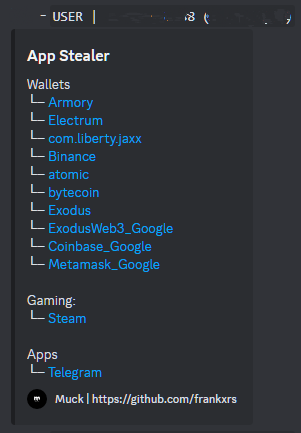 - USER |
App Stealer
Wallets
└─ Armory
└─ Electrum
└─ com.liberty.jaxx
└─ Binance
└─ atomic
└─ bytecoin
└─ Exodus
└─ ExodusWeb3_Google
└─ Coinbase_Google
└─ Metamask_Google
Gaming:
└─ Steam
Apps
└─ Telegram
Muck | https://github.com/frankxrs